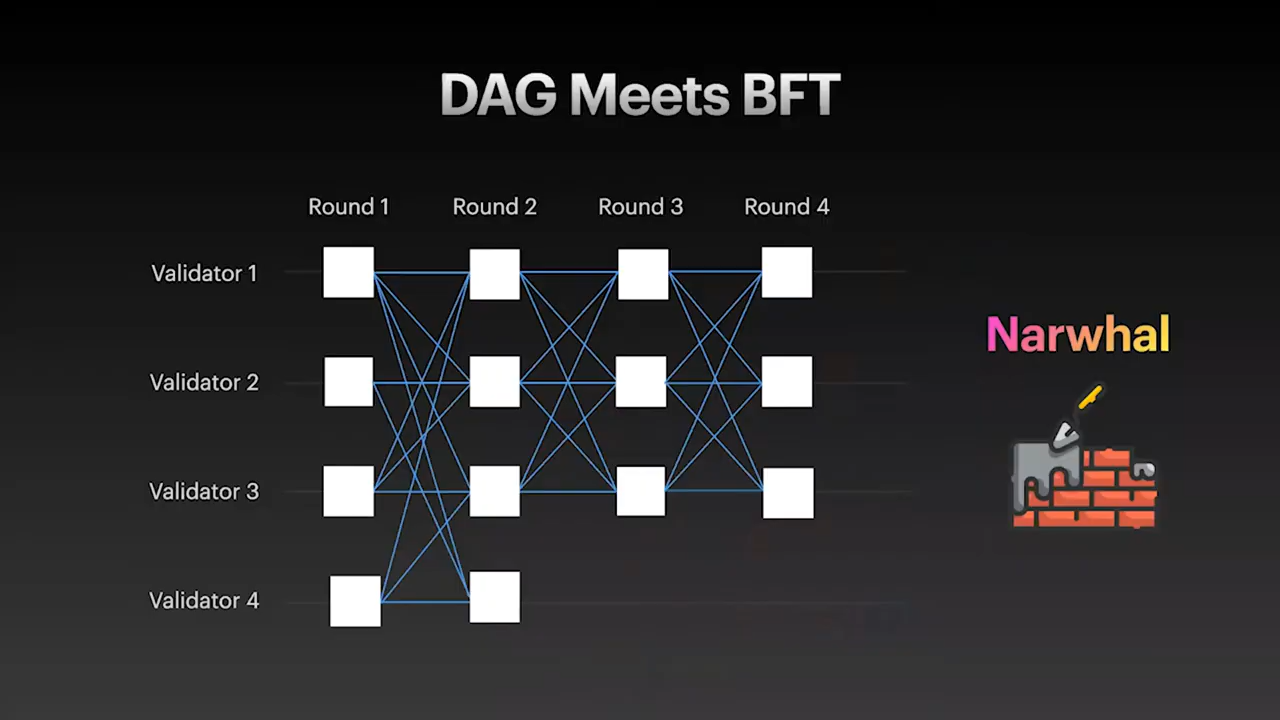 DAG Meets BFT
Round 1 Round 2 Round 3 Round 4
Validator 1
Validator 2
Validator 3
Validator 4
Narwhal